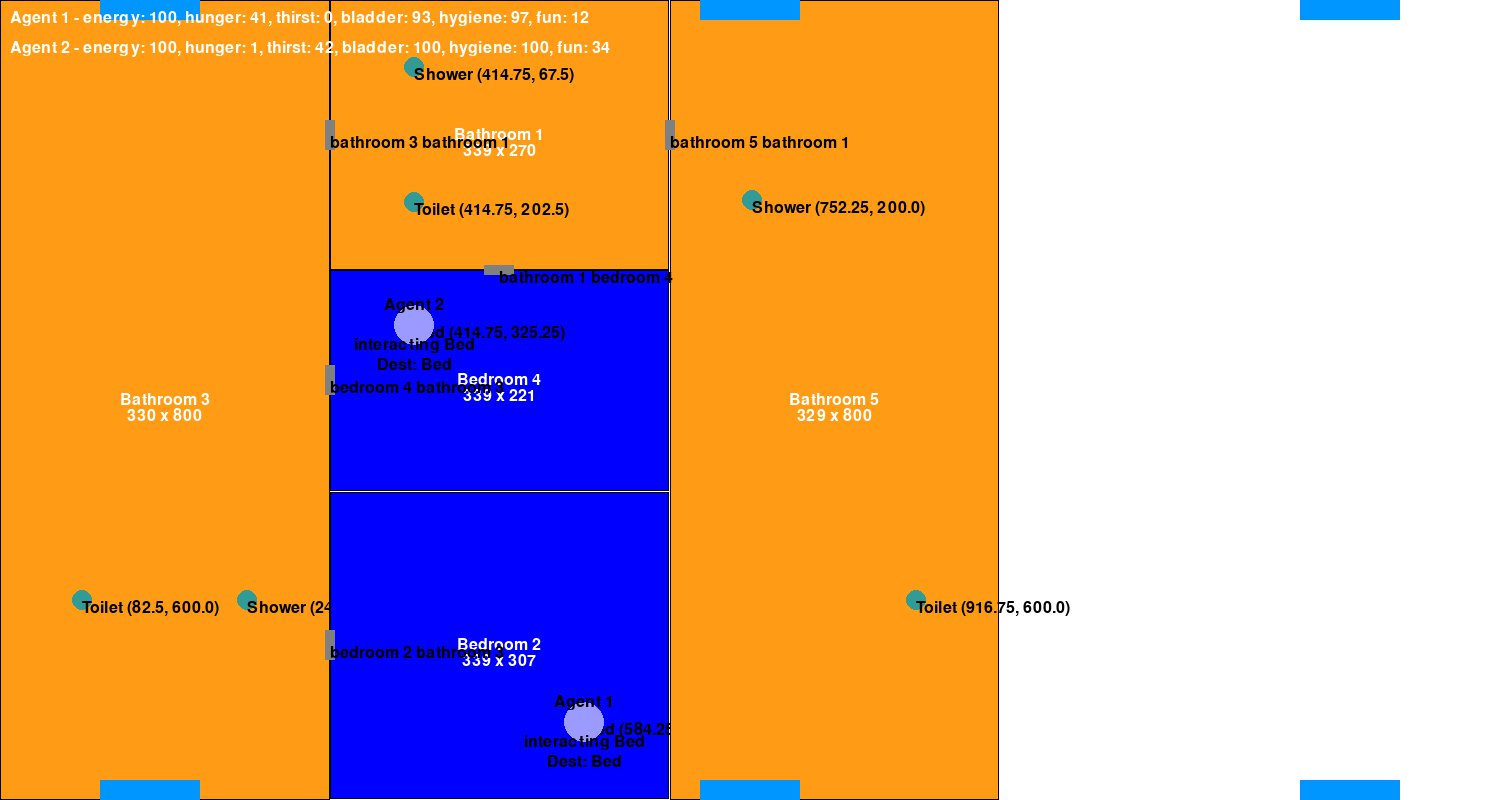 Agent 1 - energy: 100, hunger: 41, thirst: 0, bladder: 93, hygiene: 97, fun: 12
Agent 2 - energy: 100, hunger: 1, thirst: 42, bladder: 100, hygiene: 100, fun: 34
Shower (414.75, 67.5)
Bathroom 1
339 x 270
bathroom 3 bathroom 1
bathroom 5 bathroom 1
Toilet (414.75, 202.5)
Shower (752.25, 200.0)
bathroom 1 bedroom 4
Agent 2
d (414.75, 325.25)
interacting Bed
Dest: Bed
Bedroom 4
339 x 221
bedroom 4 bathroom 3
Bathroom 3
330 x 800
Bathroom 5
329 x 800
Toilet (82.5, 600.0)
Shower (24
Toilet (916.75, 600.0)
Bedroom 2
339 x 307
bedroom 2 bathroom 3
Agent 1
d (584.25
interacting Bed
Dest: Bed